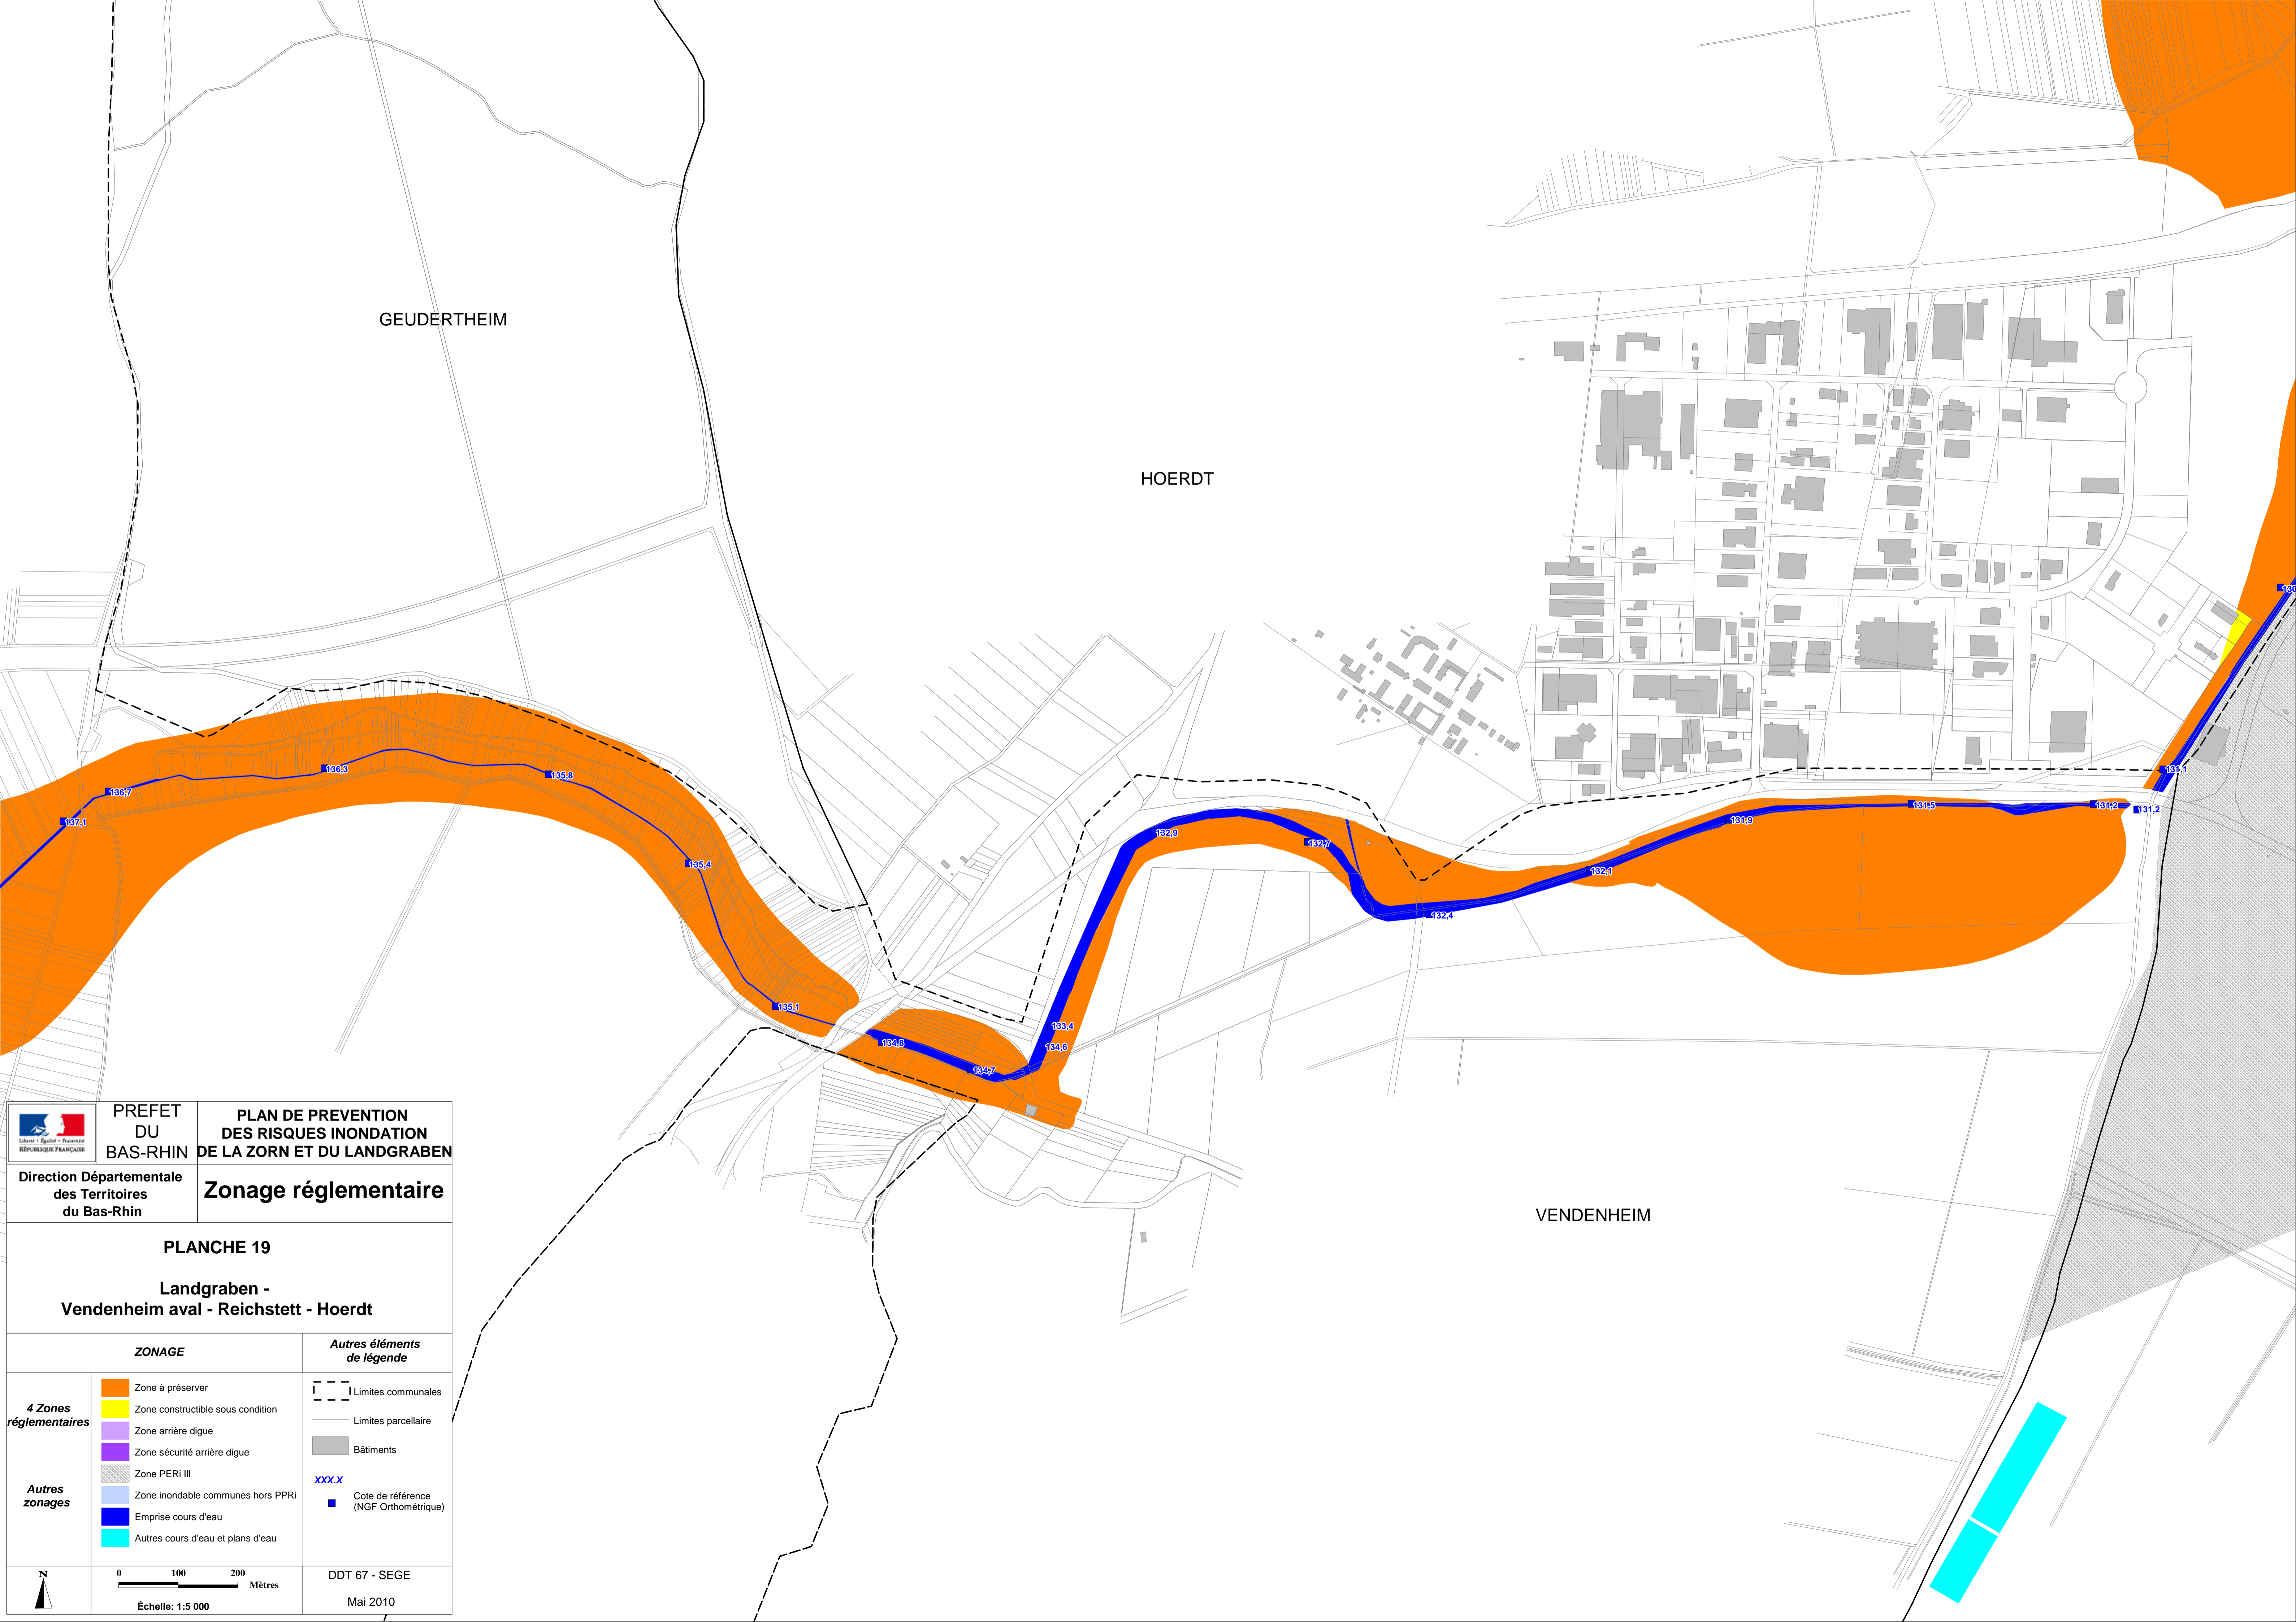 GEUDERTHEIM
HOERDT
VENDENHEIM
137,1
136,7
136,3
135,8
135,4
135,1
134,8
134,7
134,6
133,4
132,9
132,7
132,4
132,1
131,9
131,5
131,2
131,2
131,1
130
Liberté • Égalité • Fraternité
RÉPUBLIQUE FRANÇAISE
PREFET
DU
BAS-RHIN
PLAN DE PREVENTION
DES RISQUES INONDATION
DE LA ZORN ET DU LANDGRABEN
Direction Départementale
des Territoires
du Bas-Rhin
Zonage réglementaire
PLANCHE 19
Landgraben -
Vendenheim aval - Reichstett - Hoerdt
ZONAGE
Autres éléments
de légende
4 Zones
réglementaires
Zone à préserver
Zone constructible sous condition
Zone arrière digue
Zone sécurité arrière digue
Autres
zonages
Zone PERi Ill
Zone inondable communes hors PPRi
Emprise cours d'eau
Autres cours d'eau et plans d'eau
Limites communales
Limites parcellaire
Bâtiments
XXX.X
Cote de référence
(NGF Orthométrique)
N
0 100 200
Mètres
Échelle: 1:5 000
DDT 67 - SEGE
Mai 2010